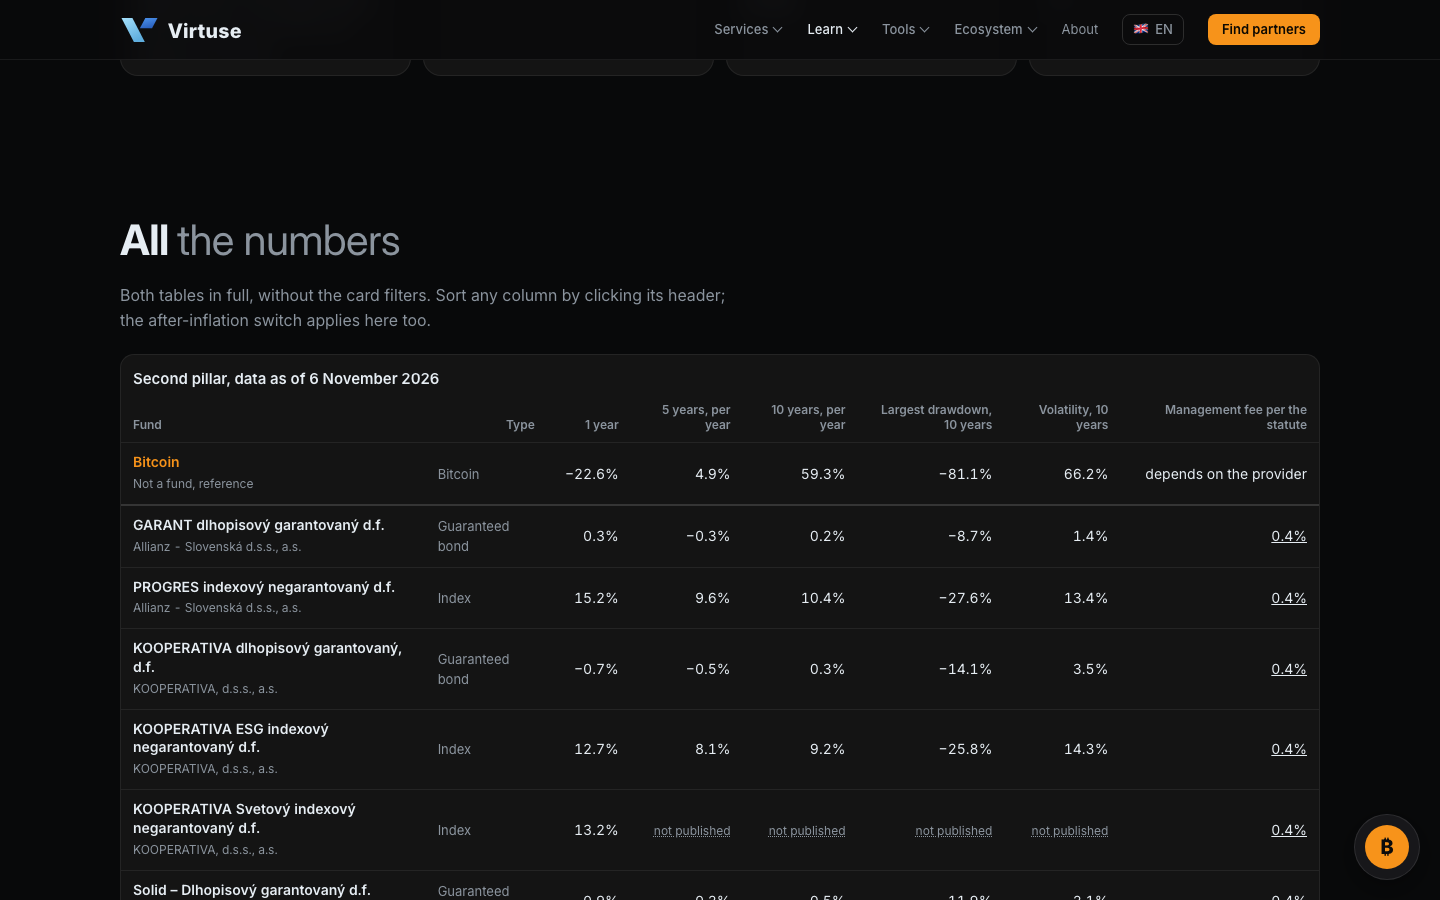 Virtuse
Services Learn Tools Ecosystem About 🇬🇧 EN Find partners
All the numbers
Both tables in full, without the card filters. Sort any column by clicking its header;
the after-inflation switch applies here too.
Second pillar, data as of 6 November 2026
Fund Type 1 year 5 years, per year 10 years, per year Largest drawdown, 10 years Volatility, 10 years Management fee per the statute
Bitcoin
Not a fund, reference
Bitcoin −22.6% 4.9% 59.3% −81.1% 66.2% depends on the provider
GARANT dlhopisový garantovaný d.f.
Allianz - Slovenská d.s.s., a.s.
Guaranteed bond 0.3% −0.3% 0.2% −8.7% 1.4% 0.4%
PROGRES indexový negarantovaný d.f.
Allianz - Slovenská d.s.s., a.s.
Index 15.2% 9.6% 10.4% −27.6% 13.4% 0.4%
KOOPERATIVA dlhopisový garantovaný,
d.f.
KOOPERATIVA, d.s.s., a.s.
Guaranteed bond −0.7% −0.5% 0.3% −14.1% 3.5% 0.4%
KOOPERATIVA ESG indexový
negarantovaný d.f.
KOOPERATIVA, d.s.s., a.s.
Index 12.7% 8.1% 9.2% −25.8% 14.3% 0.4%
KOOPERATIVA Svetový indexový
negarantovaný d.f.
KOOPERATIVA, d.s.s., a.s.
Index 13.2% not published not published not published not published 0.4%
Solid – Dlhopisový garantovaný d.f.
Guaranteed